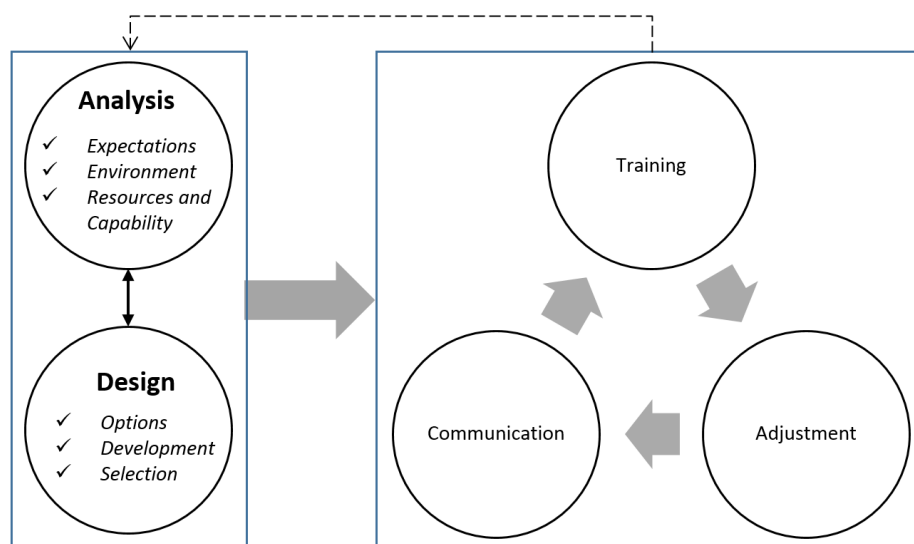 Analysis
✓ Expectations
✓ Environment
✓ Resources and
Capability
Design
✓ Options
✓ Development
✓ Selection
Training
Communication
Adjustment